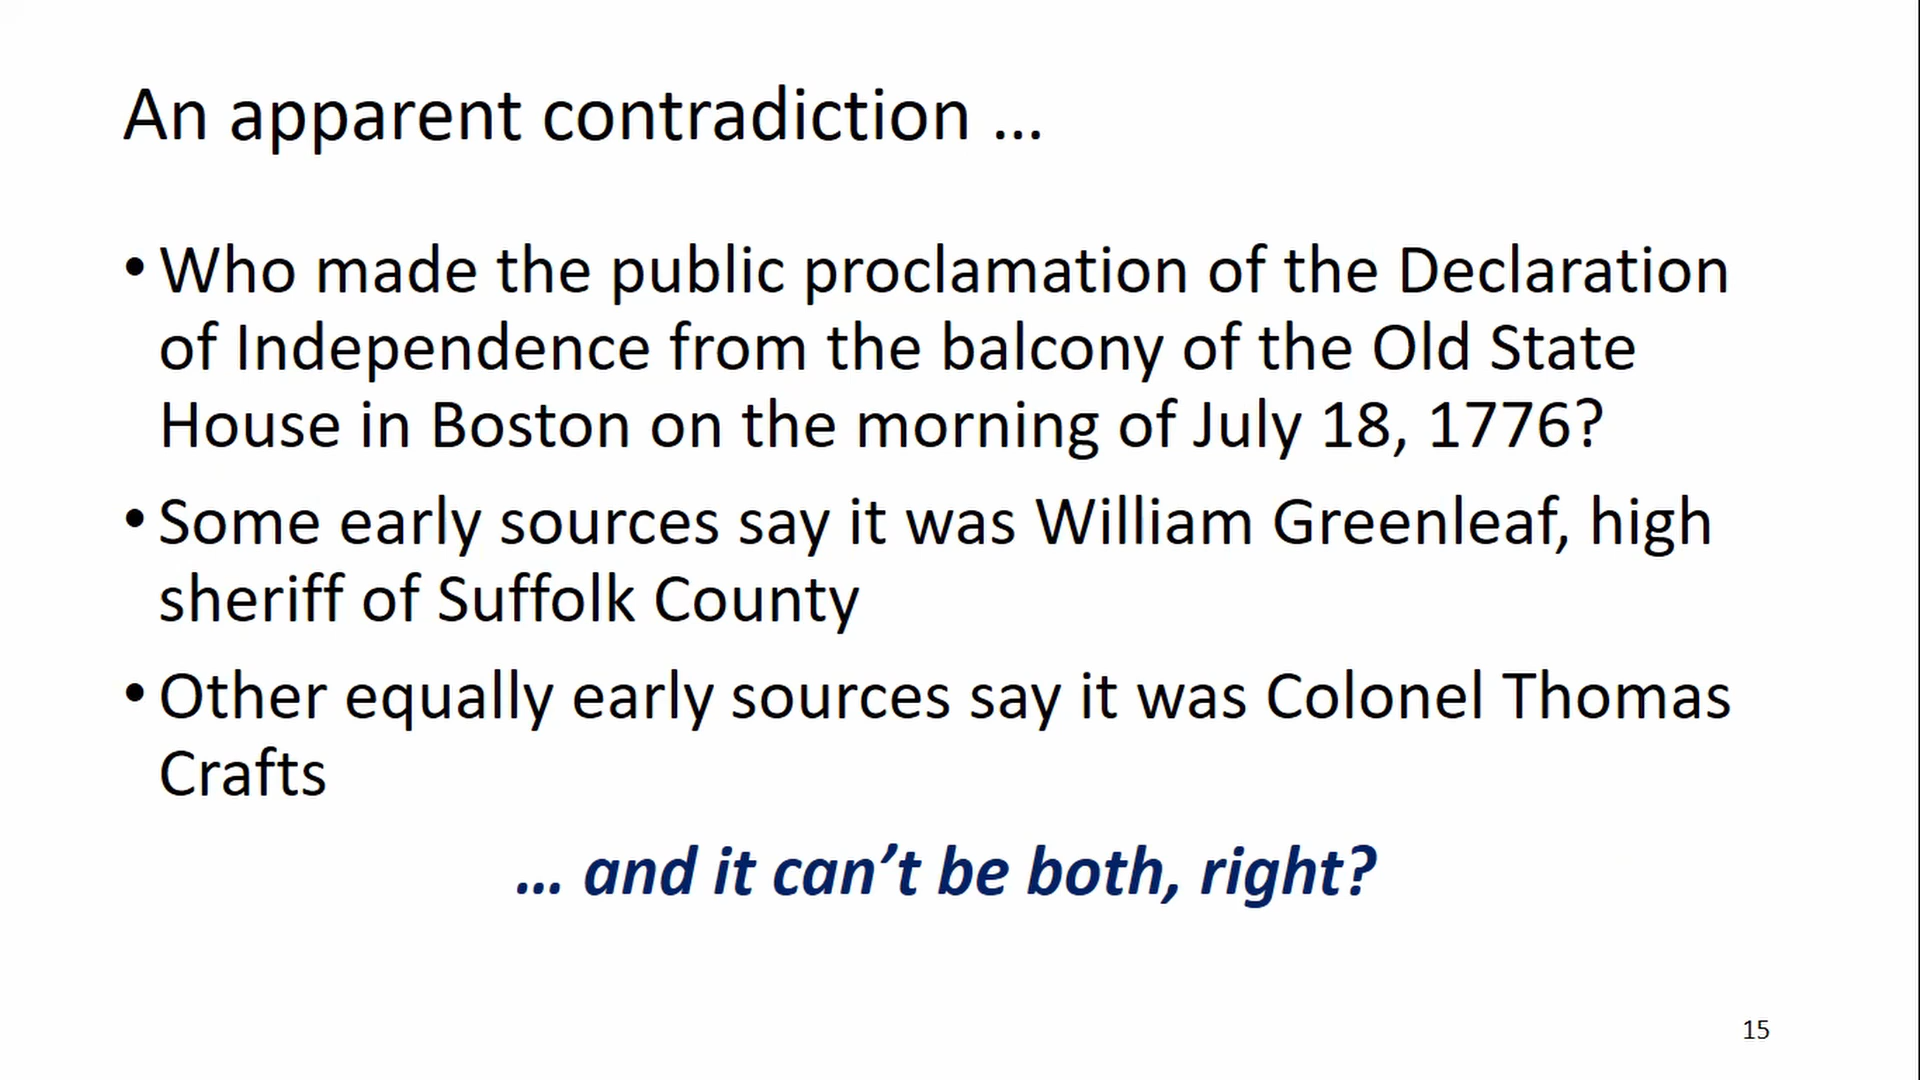 An apparent contradiction ...
• Who made the public proclamation of the Declaration
of Independence from the balcony of the Old State
House in Boston on the morning of July 18, 1776?
• Some early sources say it was William Greenleaf, high
sheriff of Suffolk County
• Other equally early sources say it was Colonel Thomas
Crafts
... and it can’t be both, right?
15